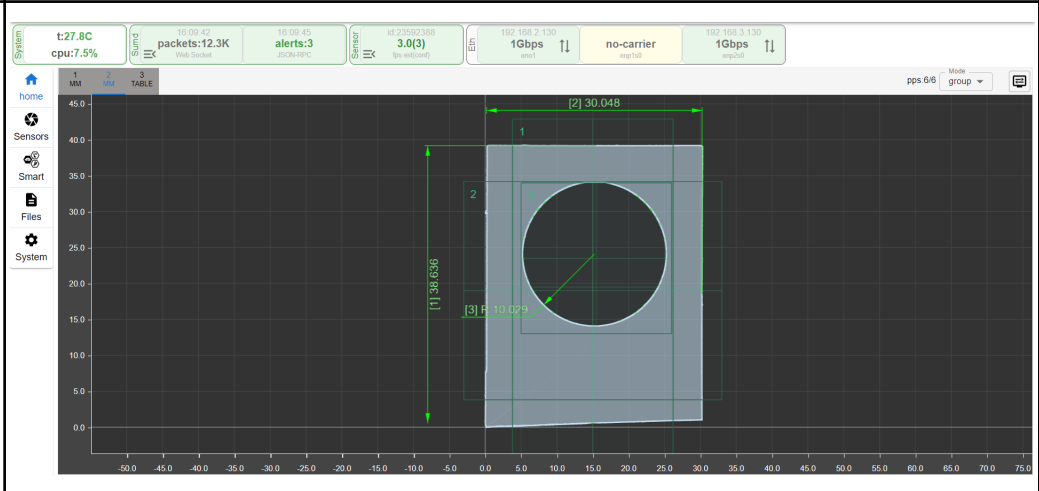 System
t:27.8C
cpu:7.5%
Sumd
16:09:42
packets:12.3K
Web Socket
16:09:45
alerts:3
JSON-RPC
Sensor
id:23592388
3.0(3)
fps-est(conf)
Eth
192.168.2.130
1Gbps
eno1
no-carrier
enp1s0
192.168.3.130
1Gbps
enp2s0
home
Sensors
Smart
Files
System
1
MM
2
MM
3
TABLE
pps:6/6
Mode
group
[2] 30.048
1
2
[1] 38.636
[3] R 10.029
45.0
40.0
35.0
30.0
25.0
20.0
15.0
10.0
5.0
0.0
-50.0 -45.0 -40.0 -35.0 -30.0 -25.0 -20.0 -15.0 -10.0 -5.0 0.0 5.0 10.0 15.0 20.0 25.0 30.0 35.0 40.0 45.0 50.0 55.0 60.0 65.0 70.0 75.0